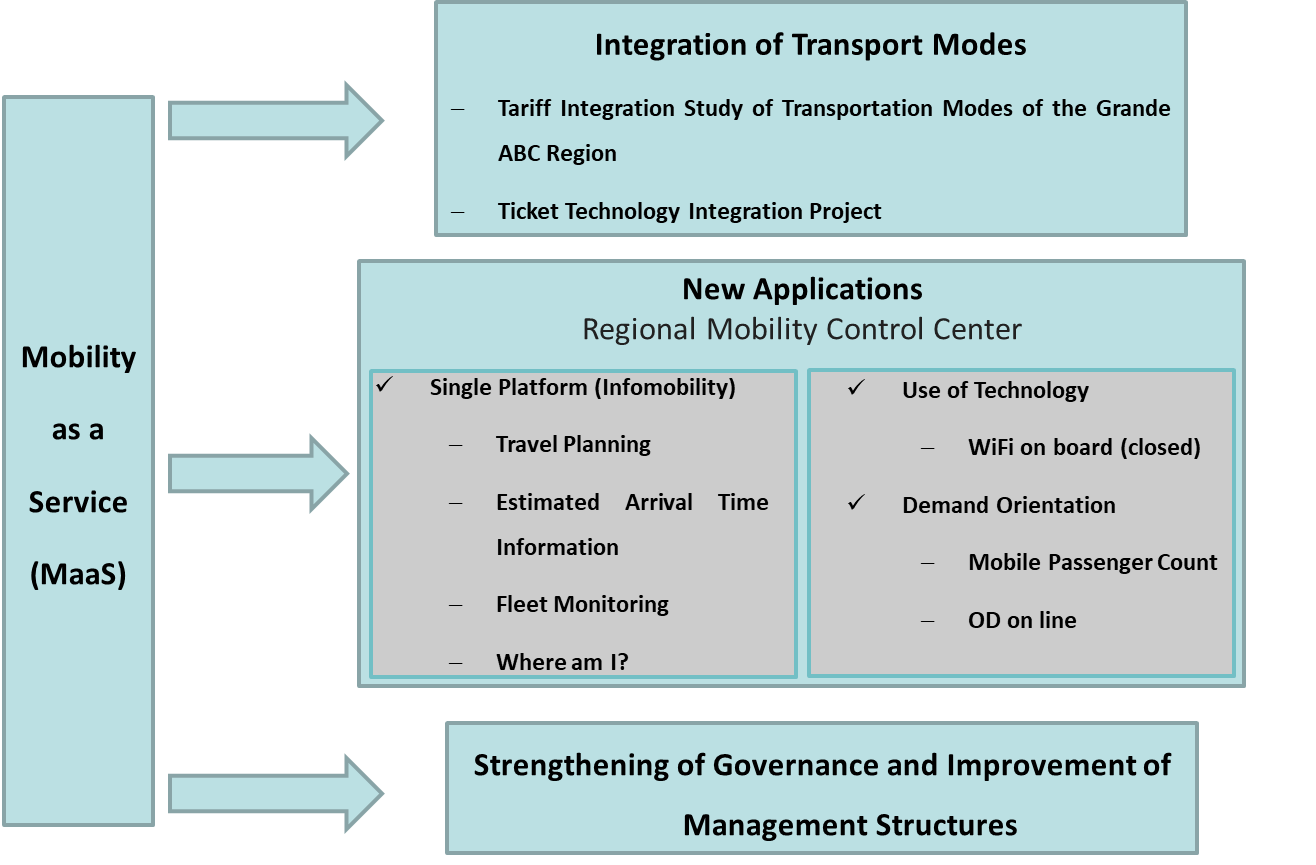 Mobility
as a
Service
(MaaS)
Integration of Transport Modes
– Tariff Integration Study of Transportation Modes of the Grande
ABC Region
– Ticket Technology Integration Project
New Applications
Regional Mobility Control Center
✓ Single Platform (Infomobility)
– Travel Planning
– Estimated Arrival Time
Information
– Fleet Monitoring
– Where am I?
✓ Use of Technology
– WiFi on board (closed)
✓ Demand Orientation
– Mobile Passenger Count
– OD on line
Strengthening of Governance and Improvement of
Management Structures